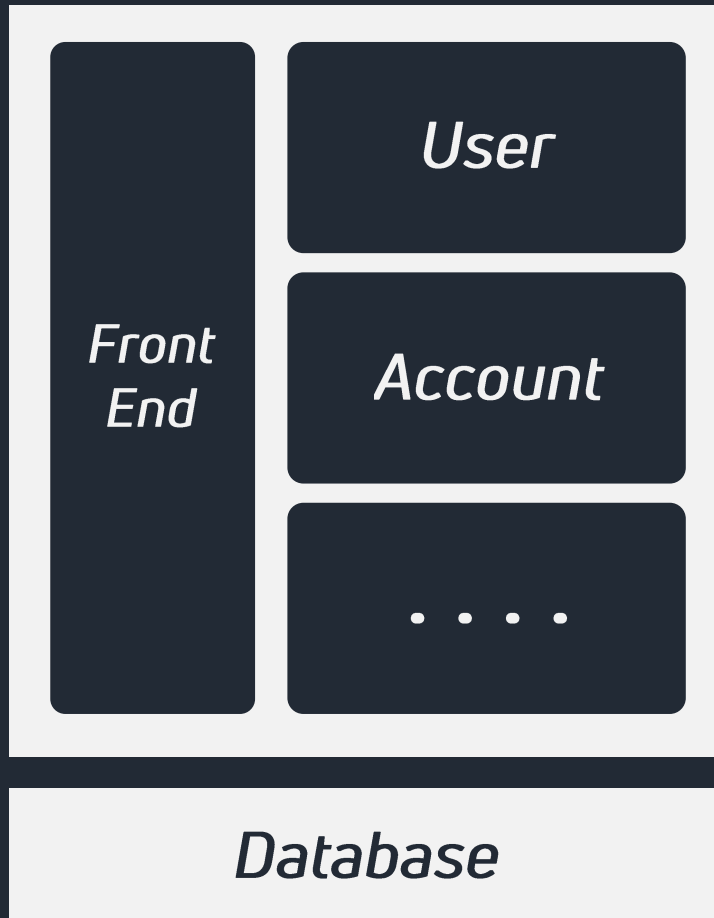 User
Front
End
Account
. . . .
Database